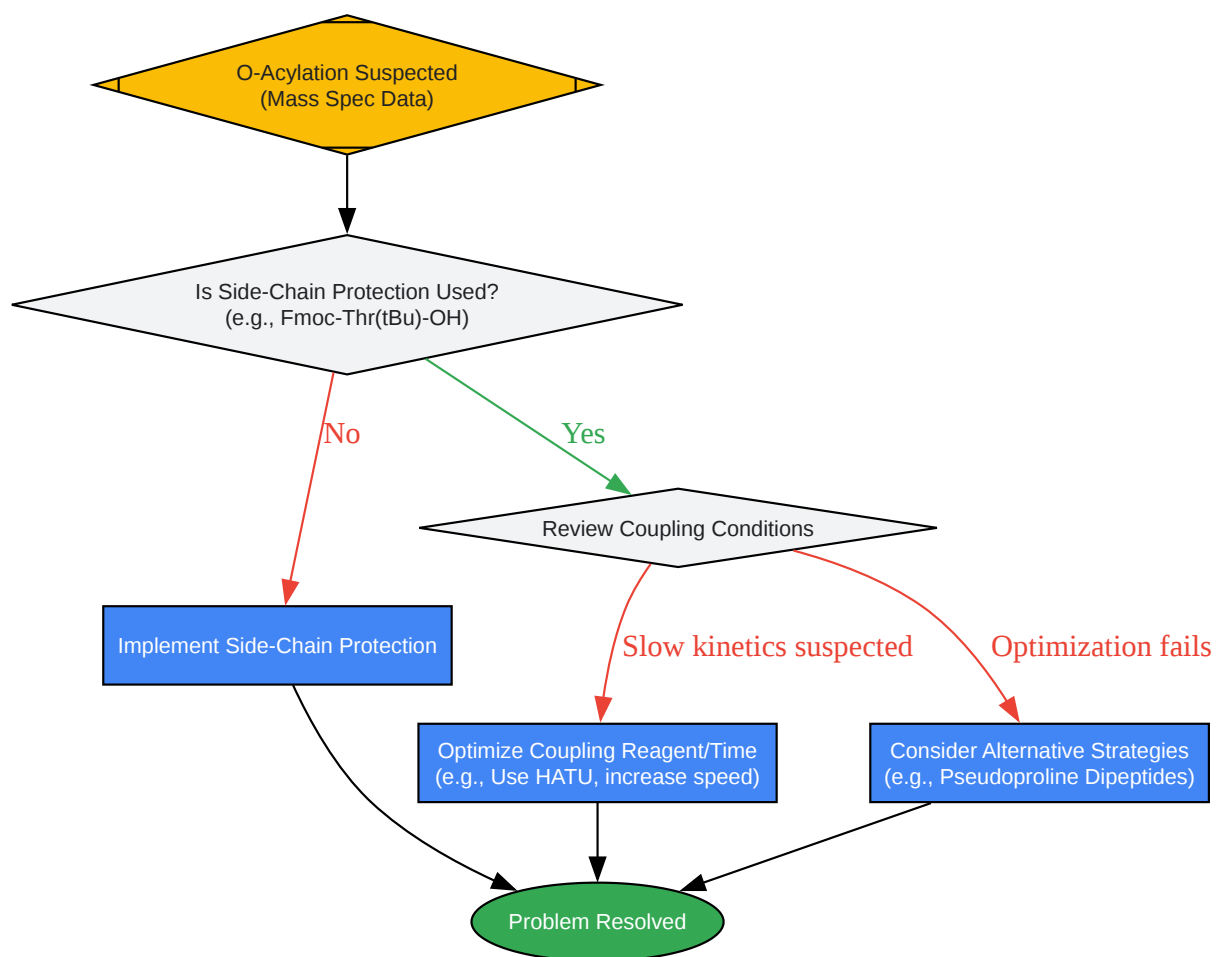 O-Acylation Suspected
(Mass Spec Data)
Is Side-Chain Protection Used?
(e.g., Fmoc-Thr(tBu)-OH)
No
Yes
Review Coupling Conditions
Implement Side-Chain Protection
Slow kinetics suspected
Optimization fails
Optimize Coupling Reagent/Time
(e.g., Use HATU, increase speed)
Consider Alternative Strategies
(e.g., Pseudoproline Dipeptides)
Problem Resolved